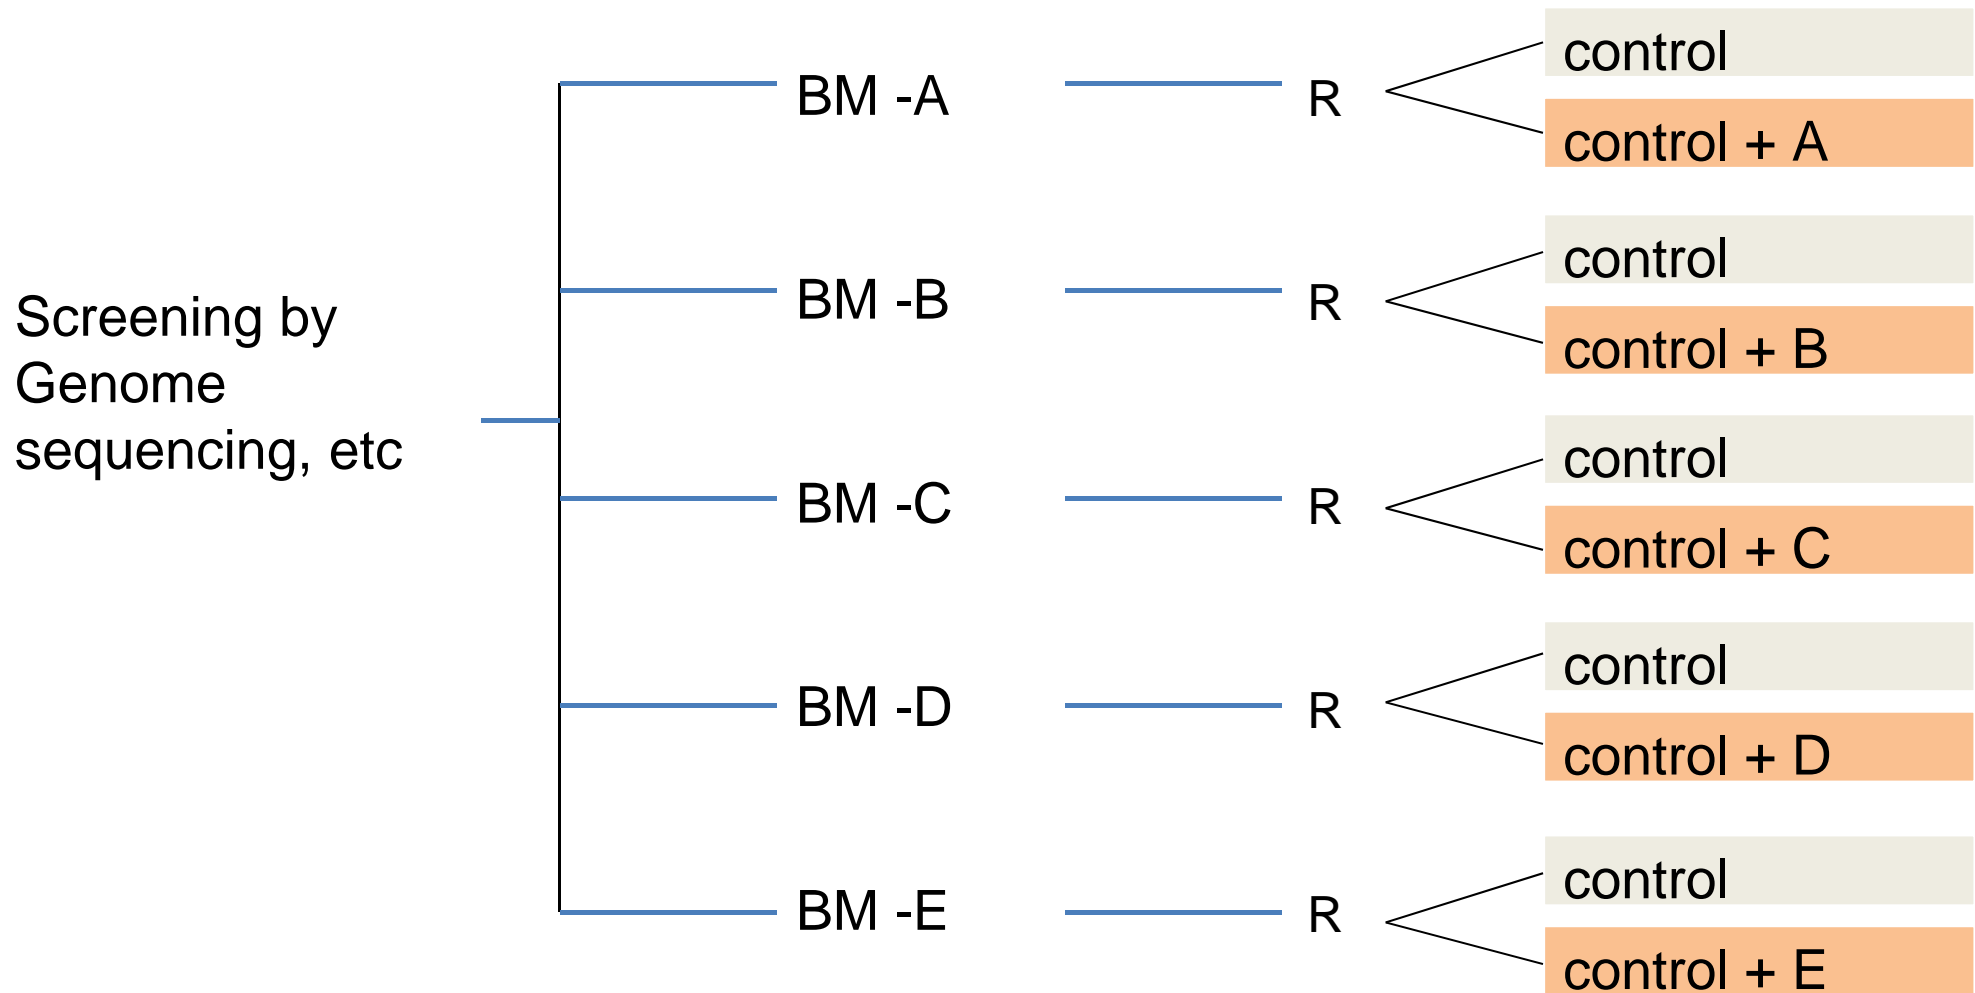 Screening by
Genome
sequencing, etc
BM -A
R
control
control + A
BM -B
R
control
control + B
BM -C
R
control
control + C
BM -D
R
control
control + D
BM -E
R
control
control + E